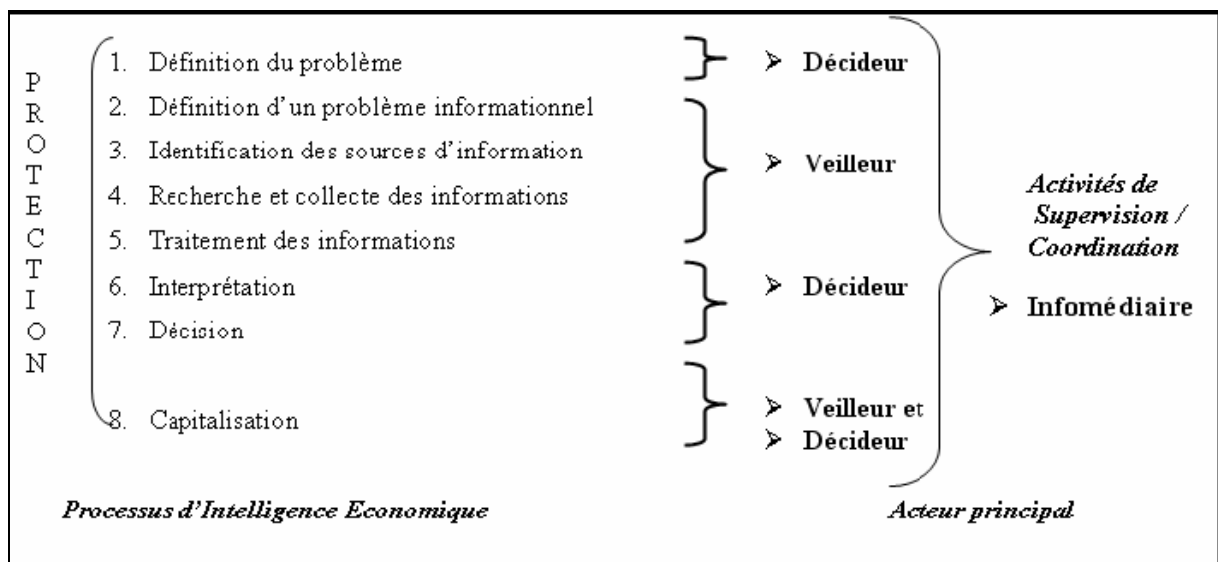 PROTECTION
1. Définition du problème
2. Définition d'un problème informationnel
3. Identification des sources d'information
4. Recherche et collecte des informations
5. Traitement des informations
6. Interprétation
7. Décision
8. Capitalisation
➢ Décideur
➢ Veilleur
➢ Décideur
➢ Veilleur et
➢ Décideur
Activités de
Supervision /
Coordination
➢ Infomédiaire
Processus d'Intelligence Economique
Acteur principal